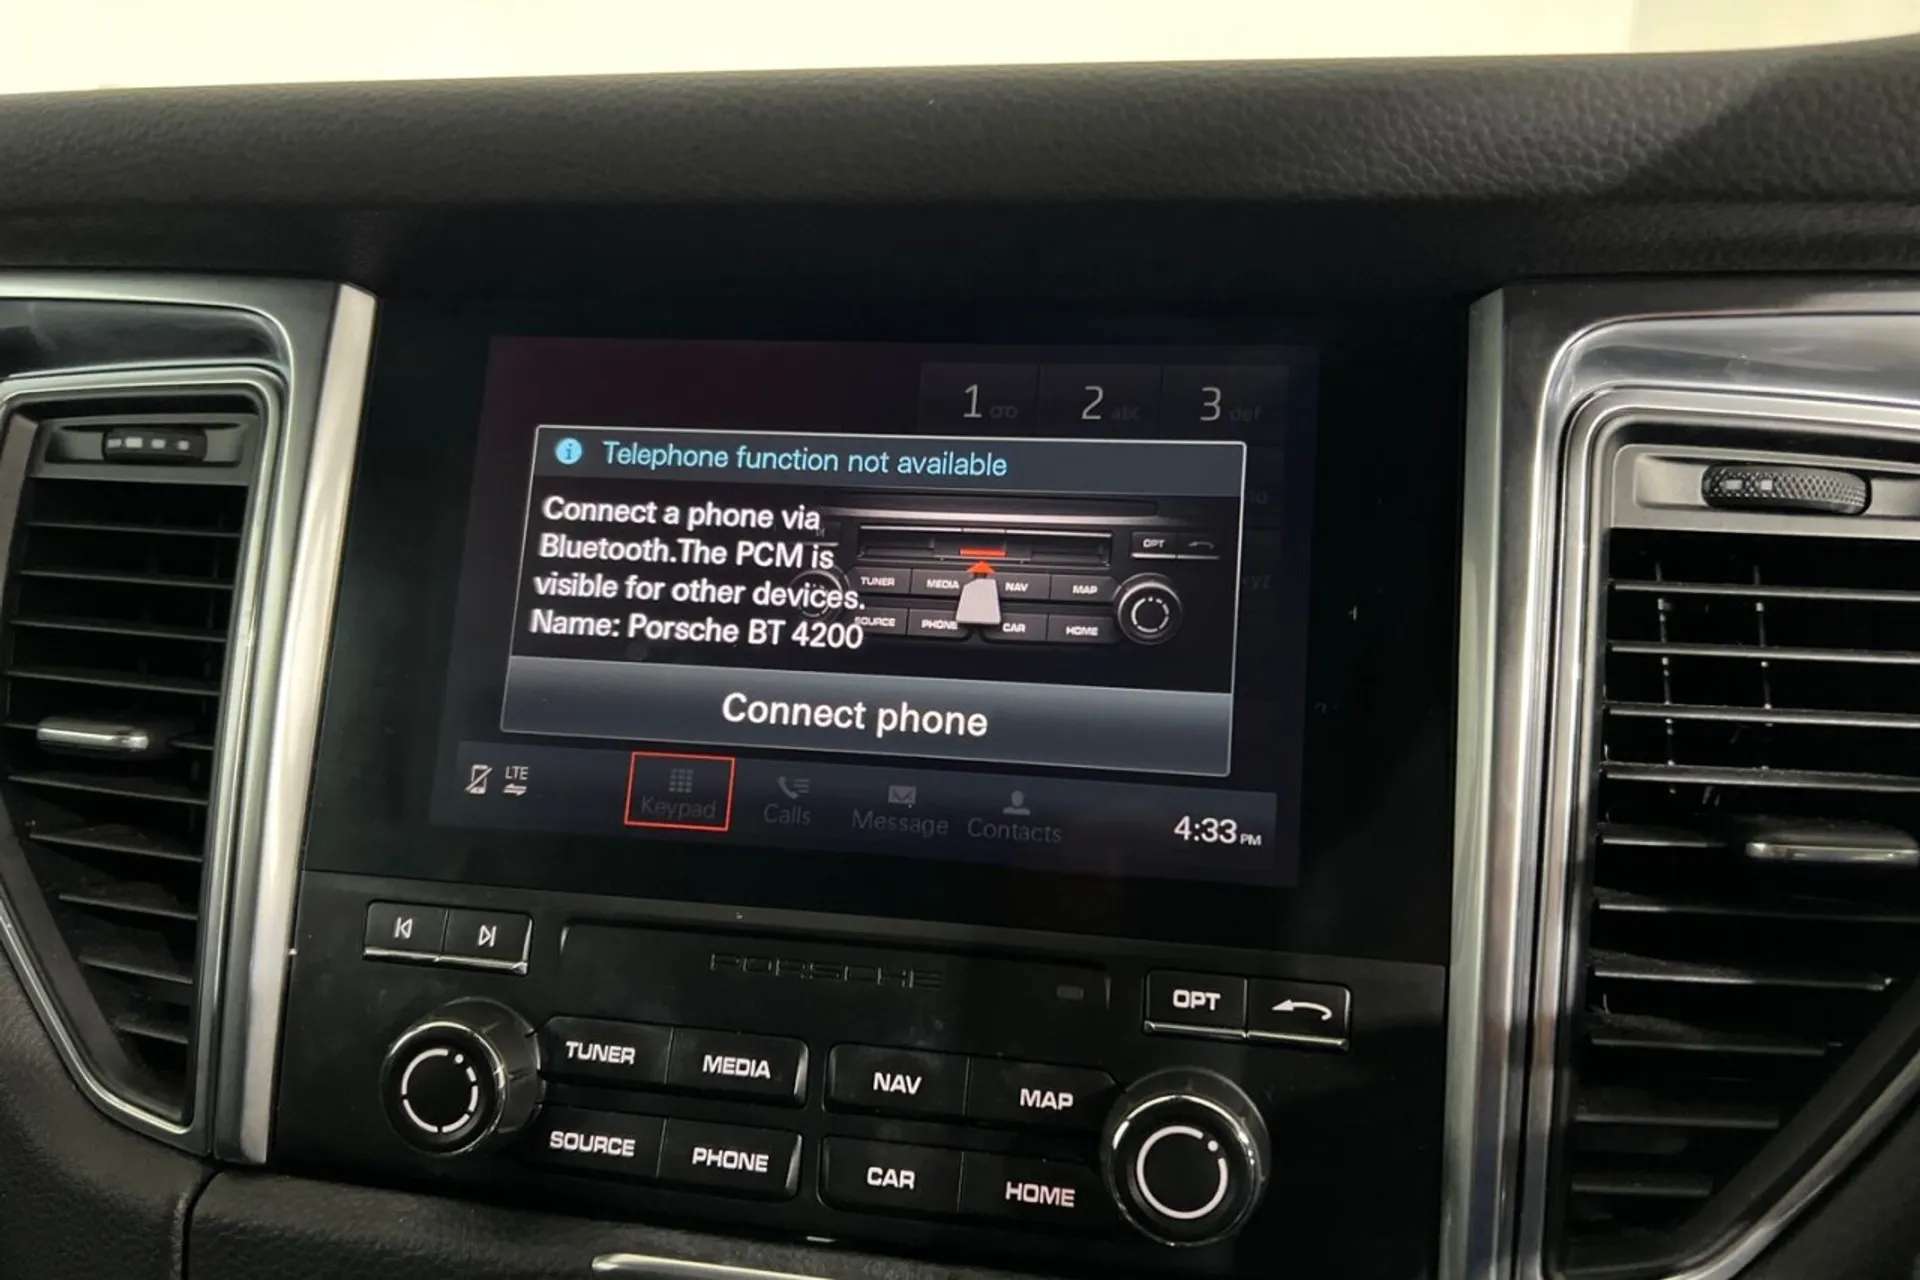 1 2 abc 3 def
Telephone function not available
Connect a phone via
Bluetooth.The PCM is
visible for other devices.
Name: Porsche BT 4200
OPT
TUNER MEDIA NAV MAP
SOURCE PHONE CAR HOME
Connect phone
LTE
Keypad Calls Message Contacts
4:33 PM
PORSCHE
OPT
TUNER MEDIA NAV MAP
SOURCE PHONE CAR HOME